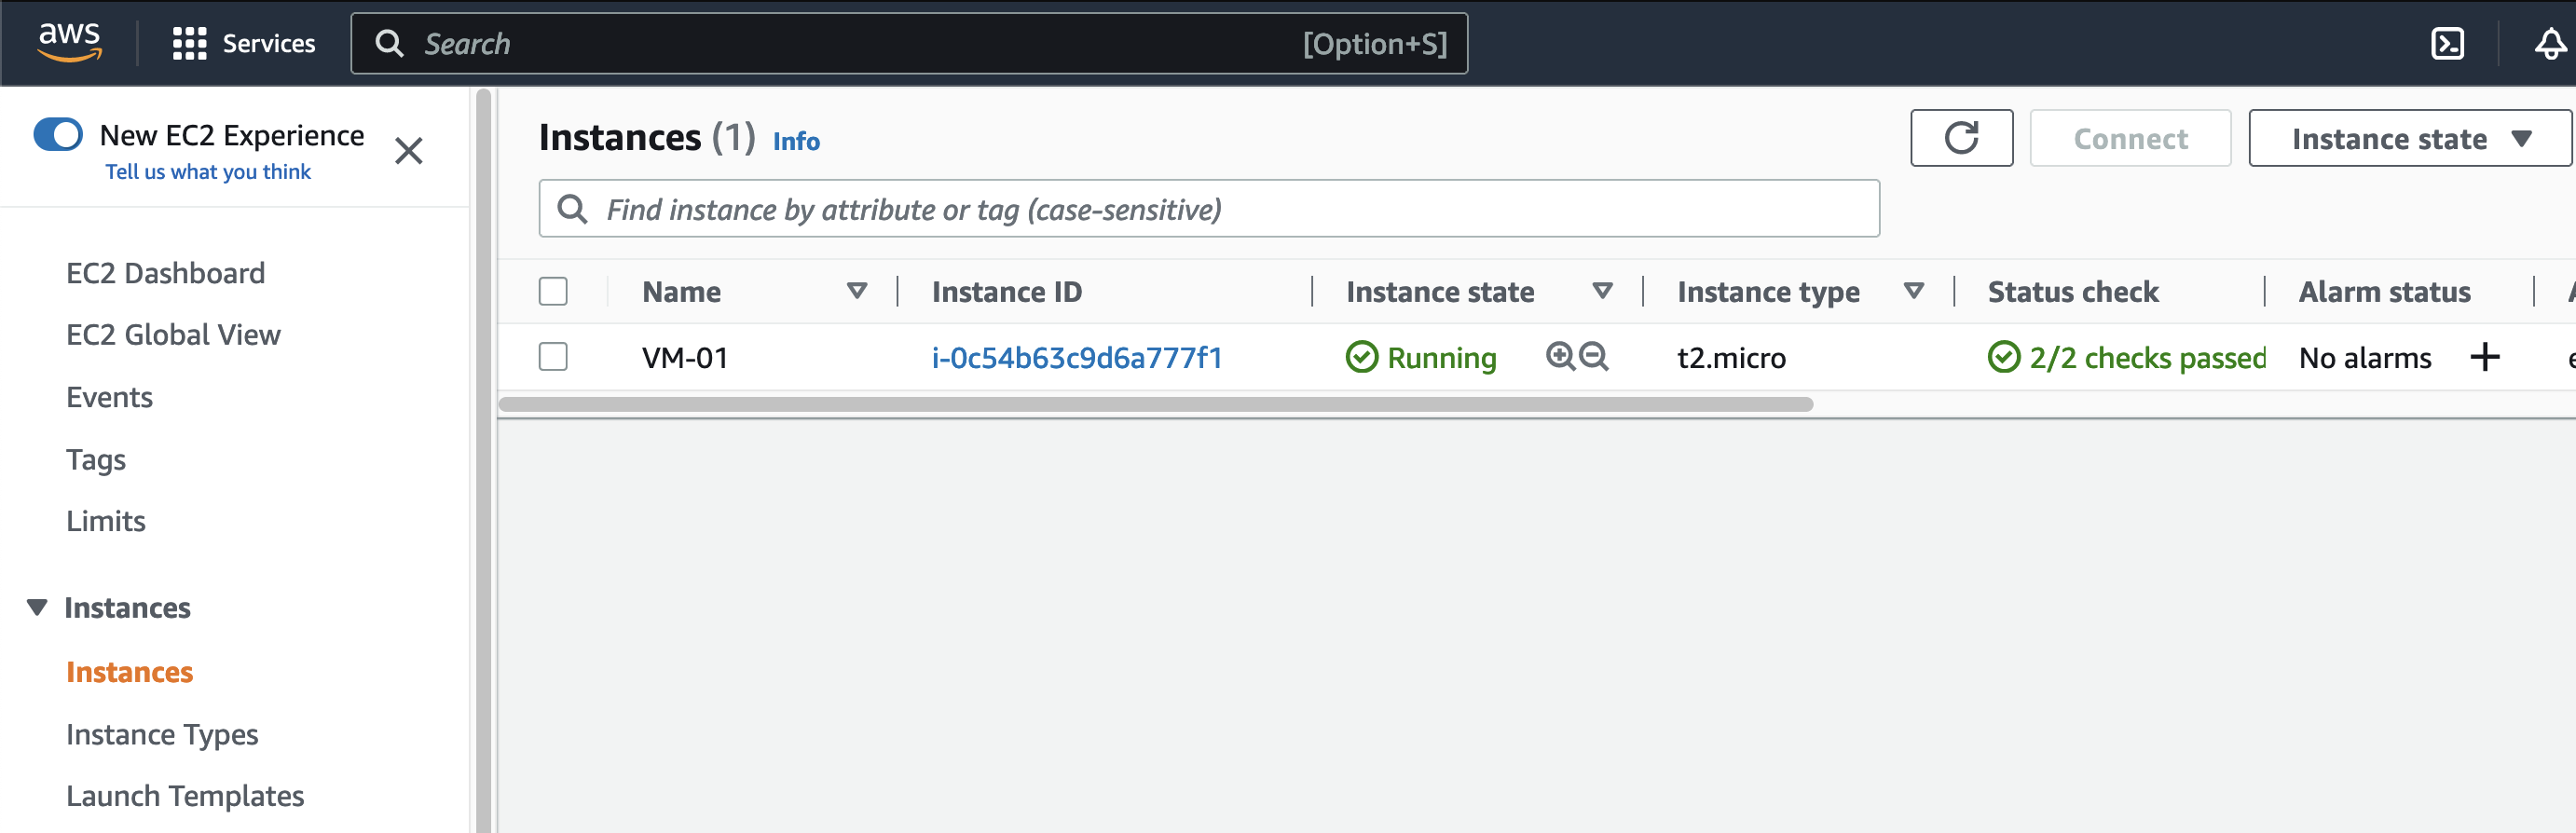 aws
Services
Search
[Option+S]
New EC2 Experience
Tell us what you think
EC2 Dashboard
EC2 Global View
Events
Tags
Limits
Instances
Instances
Instance Types
Launch Templates
Instances (1) Info
Connect
Instance state
Find instance by attribute or tag (case-sensitive)
Name Instance ID Instance state Instance type Status check Alarm status
VM-01 i-0c54b63c9d6a777f1 Running t2.micro 2/2 checks passed No alarms